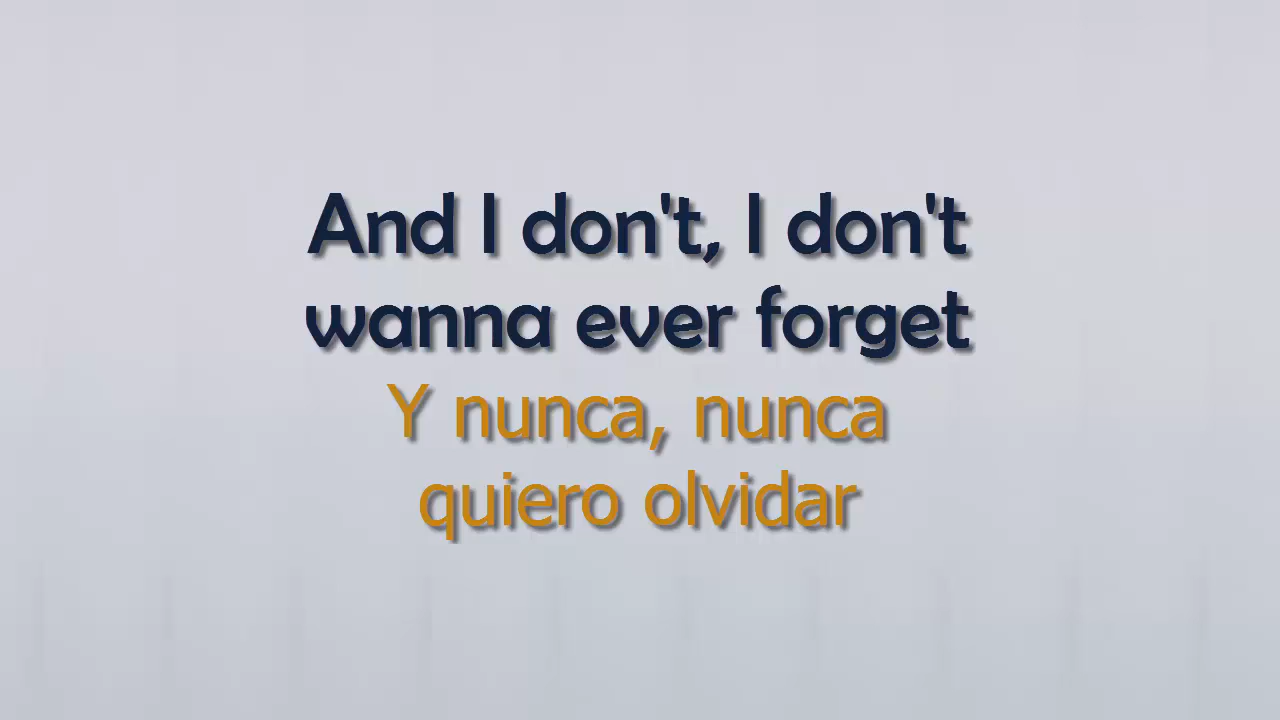 And I don't, I don't
wanna ever forget
Y nunca, nunca
quiero olvidar